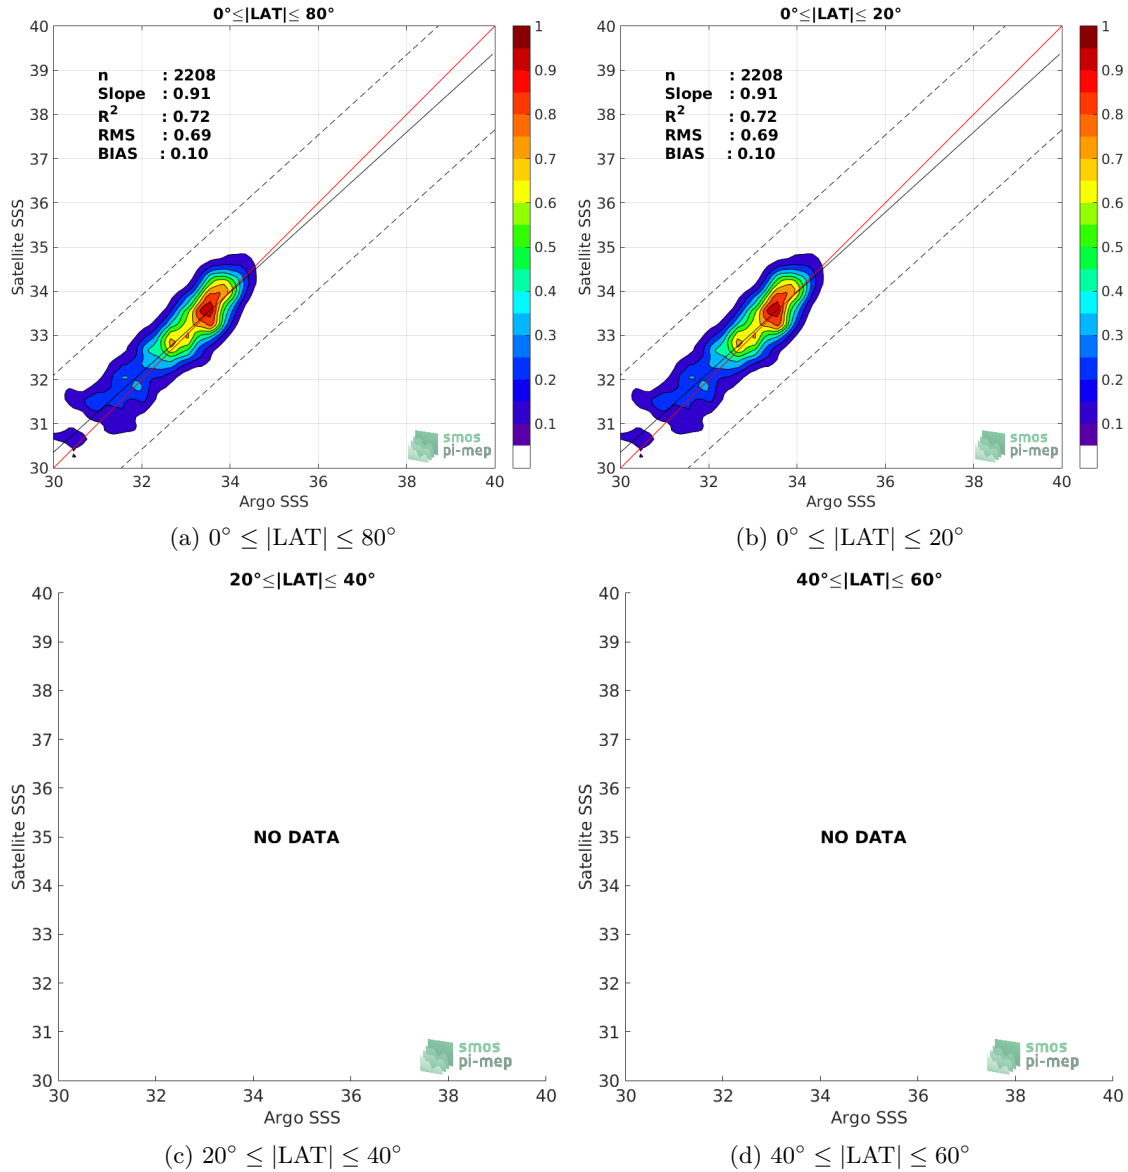 0°≤|LAT|≤ 80°
40
39
38
37
36
35
34
33
32
31
30
Satellite SSS
n : 2208
Slope : 0.91
R² : 0.72
RMS : 0.69
BIAS : 0.10
smos
pi-mep
30 32 34 36 38 40
Argo SSS
1
0.9
0.8
0.7
0.6
0.5
0.4
0.3
0.2
0.1
(a) 0° ≤ |LAT| ≤ 80°
0°≤|LAT|≤ 20°
40
39
38
37
36
35
34
33
32
31
30
Satellite SSS
n : 2208
Slope : 0.91
R² : 0.72
RMS : 0.69
BIAS : 0.10
smos
pi-mep
30 32 34 36 38 40
Argo SSS
1
0.9
0.8
0.7
0.6
0.5
0.4
0.3
0.2
0.1
(b) 0° ≤ |LAT| ≤ 20°
20°≤|LAT|≤ 40°
40
39
38
37
36
35
34
33
32
31
30
Satellite SSS
NO DATA
smos
pi-mep
30 32 34 36 38 40
Argo SSS
(c) 20° ≤ |LAT| ≤ 40°
40°≤|LAT|≤ 60°
40
39
38
37
36
35
34
33
32
31
30
Satellite SSS
NO DATA
smos
pi-mep
30 32 34 36 38 40
Argo SSS
(d) 40° ≤ |LAT| ≤ 60°